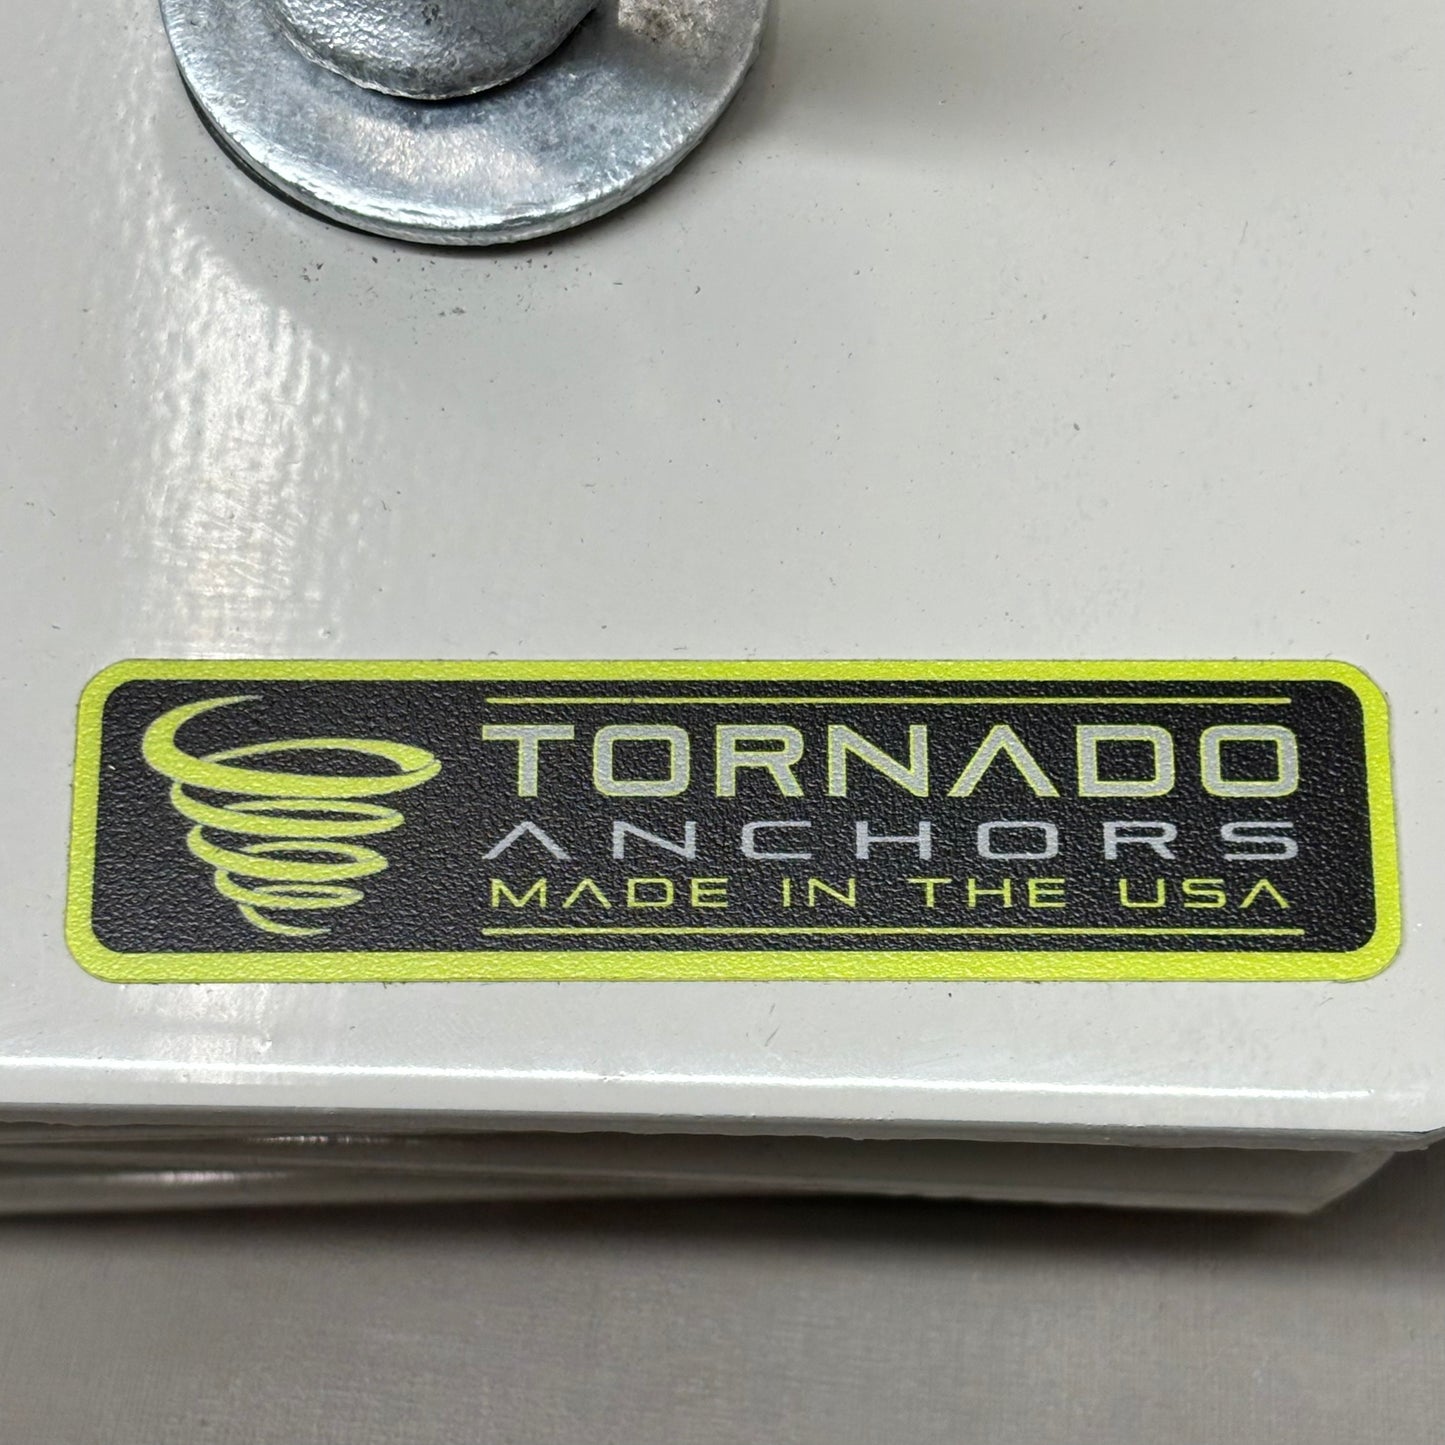 TORNADO
ANCHORS
MADE IN THE USA